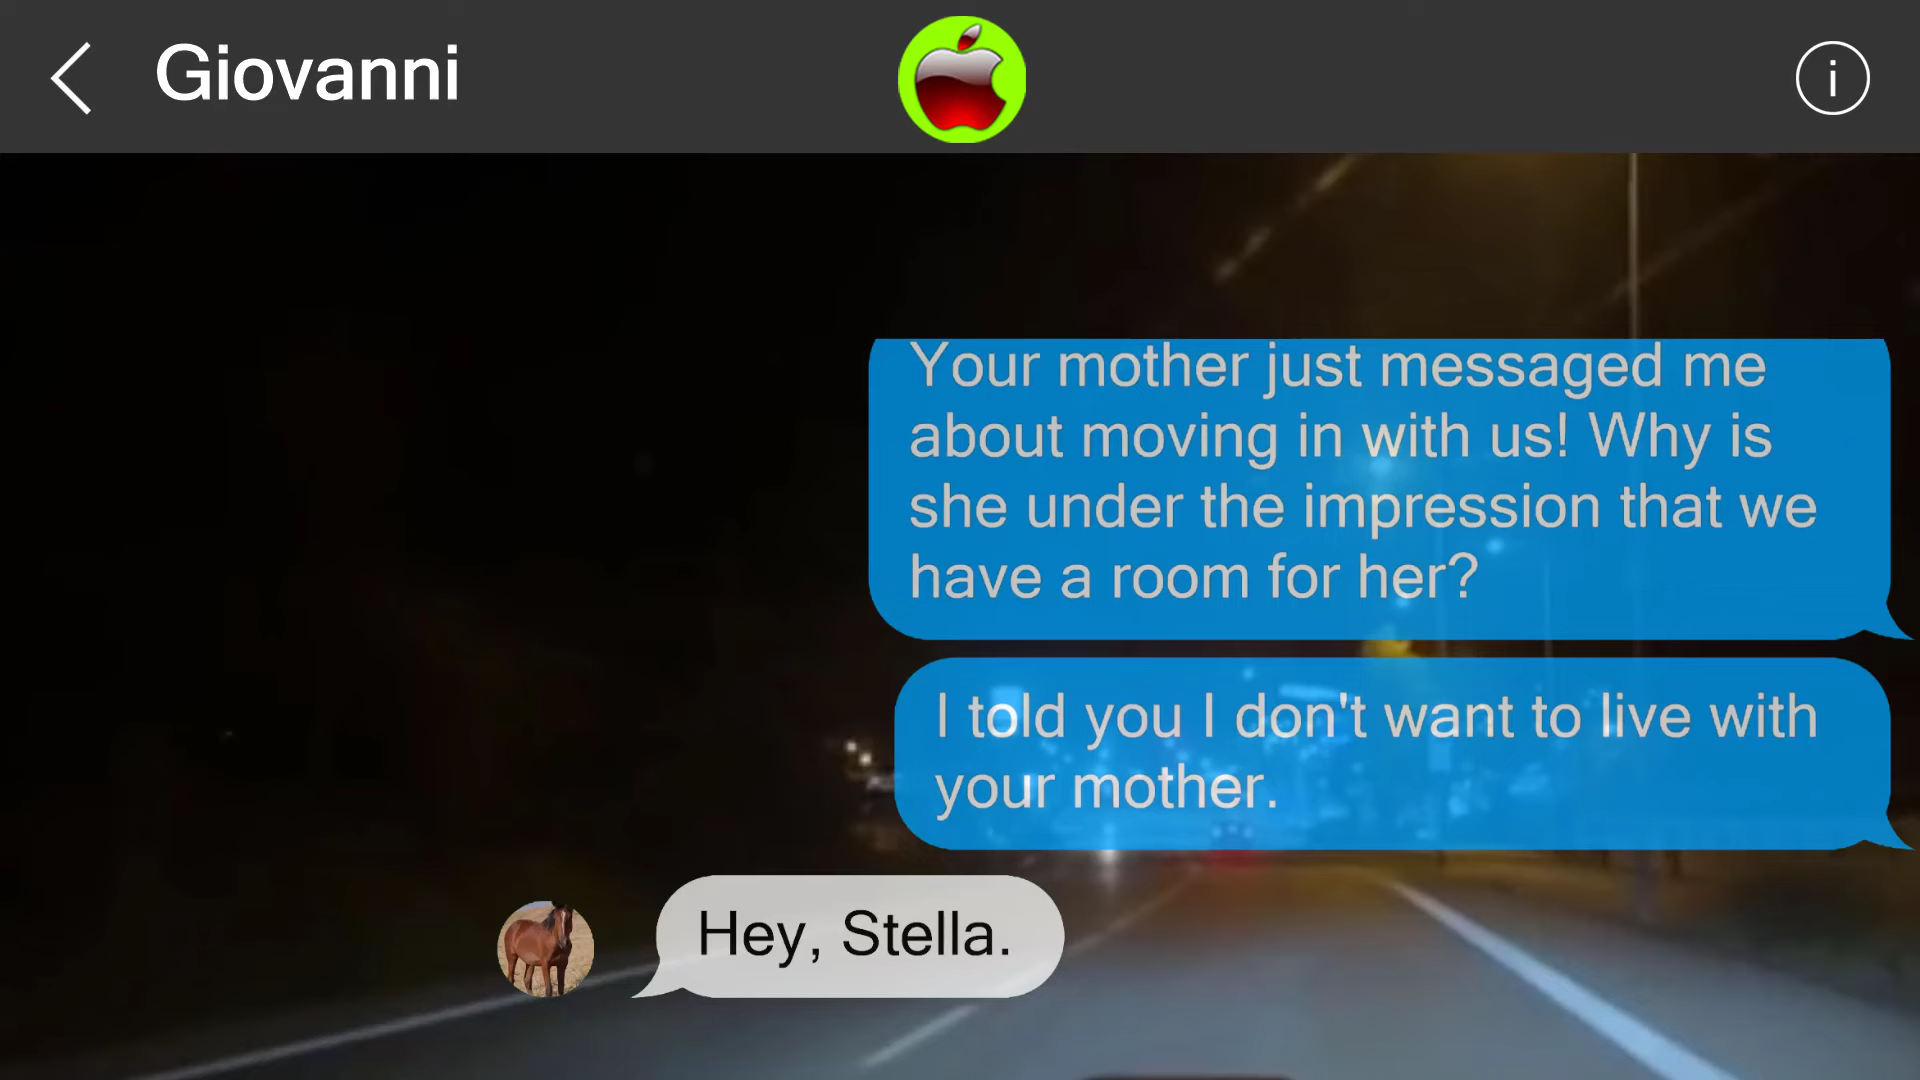 Giovanni
i
Your mother just messaged me
about moving in with us! Why is
she under the impression that we
have a room for her?
I told you I don't want to live with
your mother.
Hey, Stella.